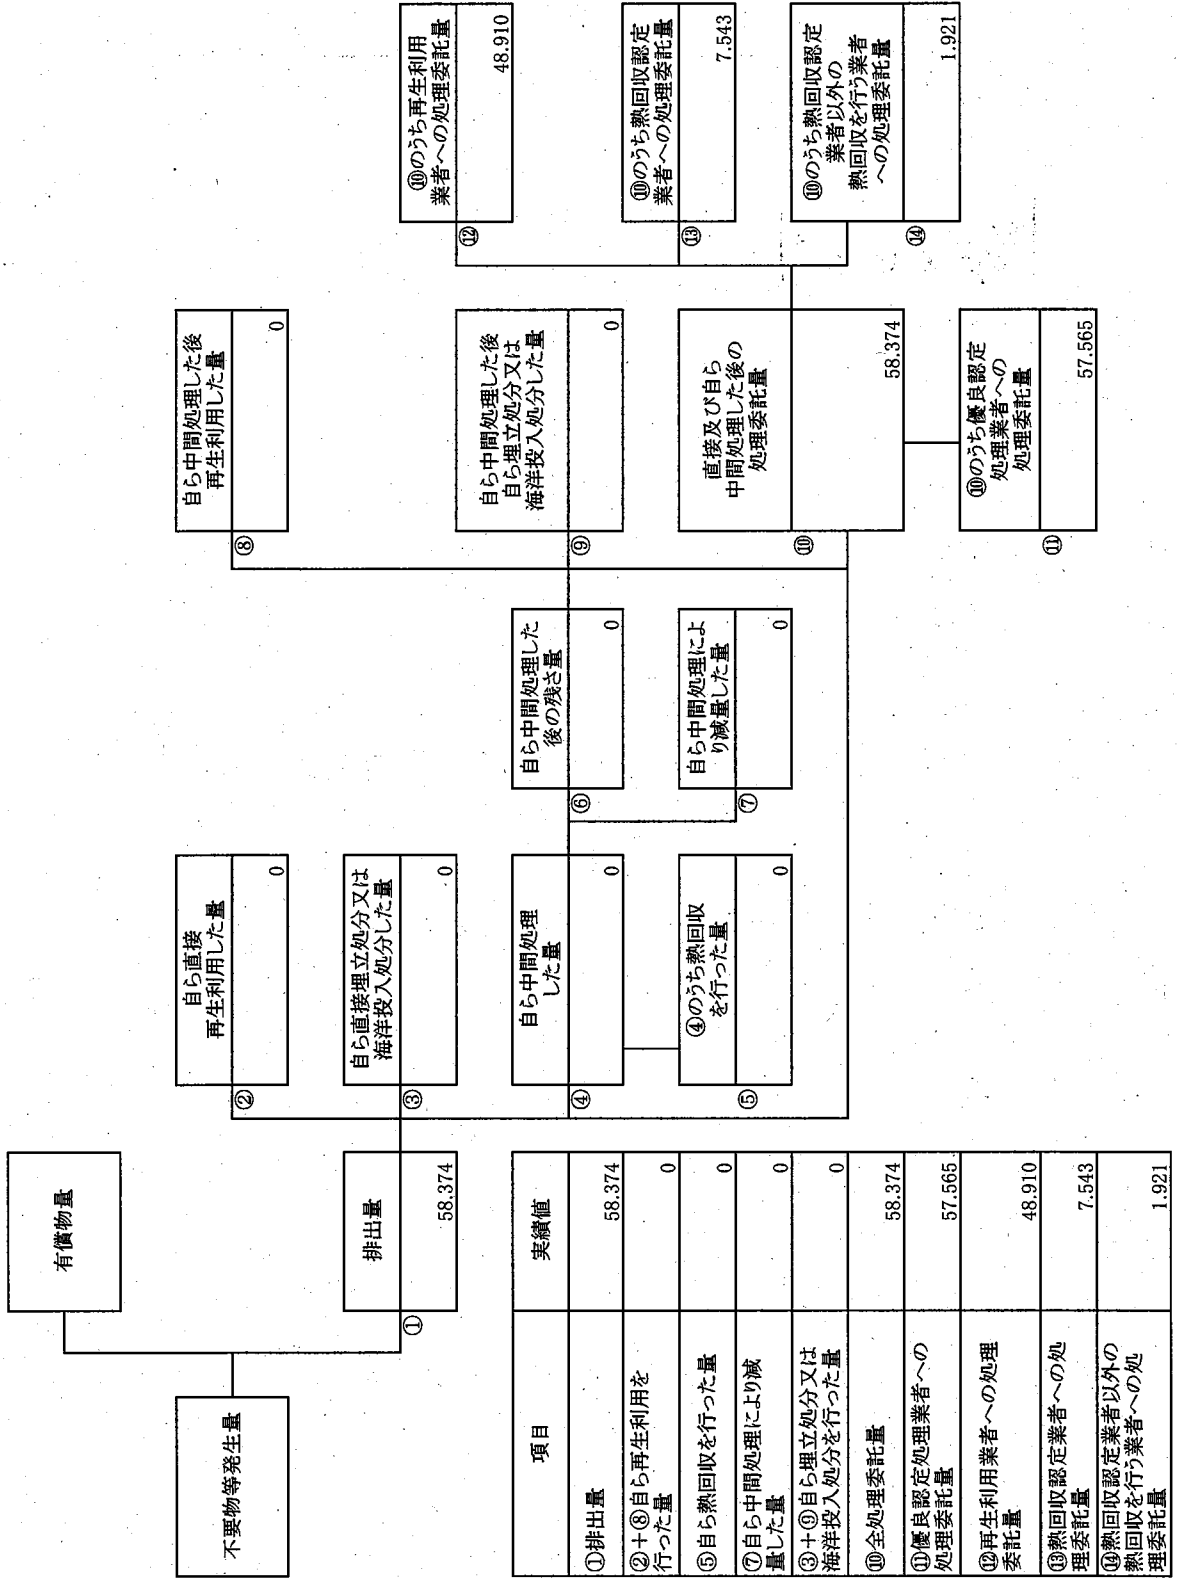 不要物等発生量
有償物量
①
排出量
58.374
②
自ら直接
再生利用した量
0
③
自ら直接埋立処分又は
海洋投入処分した量
0
④
自ら中間処理
した量
0
⑤
④のうち熱回収
を行った量
0
⑥
自ら中間処理した
後の残さ量
0
⑦
自ら中間処理によ
り減量した量
0
⑧
自ら中間処理した後
再生利用した量
0
⑨
自ら中間処理した後
自ら埋立処分又は
海洋投入処分した量
0
⑩
直接及び自ら
中間処理した後の
処理委託量
58.374
⑪
⑩のうち優良認定
処理業者への
処理委託量
57.565
⑫
⑩のうち再生利用
業者への処理委託量
48.910
⑬
⑩のうち熱回収認定
業者への処理委託量
7.543
⑭
⑩のうち熱回収認定
業者以外の
熱回収を行う業者
への処理委託量
1.921
項目 実績値
①排出量 58.374
②+⑧自ら再生利用を
行った量 0
⑤自ら熱回収を行った量 0
⑦自ら中間処理により減
量した量 0
③+⑨自ら埋立処分又は
海洋投入処分を行った量 0
⑩全処理委託量 58.374
⑪優良認定処理業者への
処理委託量 57.565
⑫再生利用業者への処理
委託量 48.910
⑬熱回収認定業者への処
理委託量 7.543
⑭熱回収認定業者以外の
熱回収を行う業者への処
理委託量 1.921